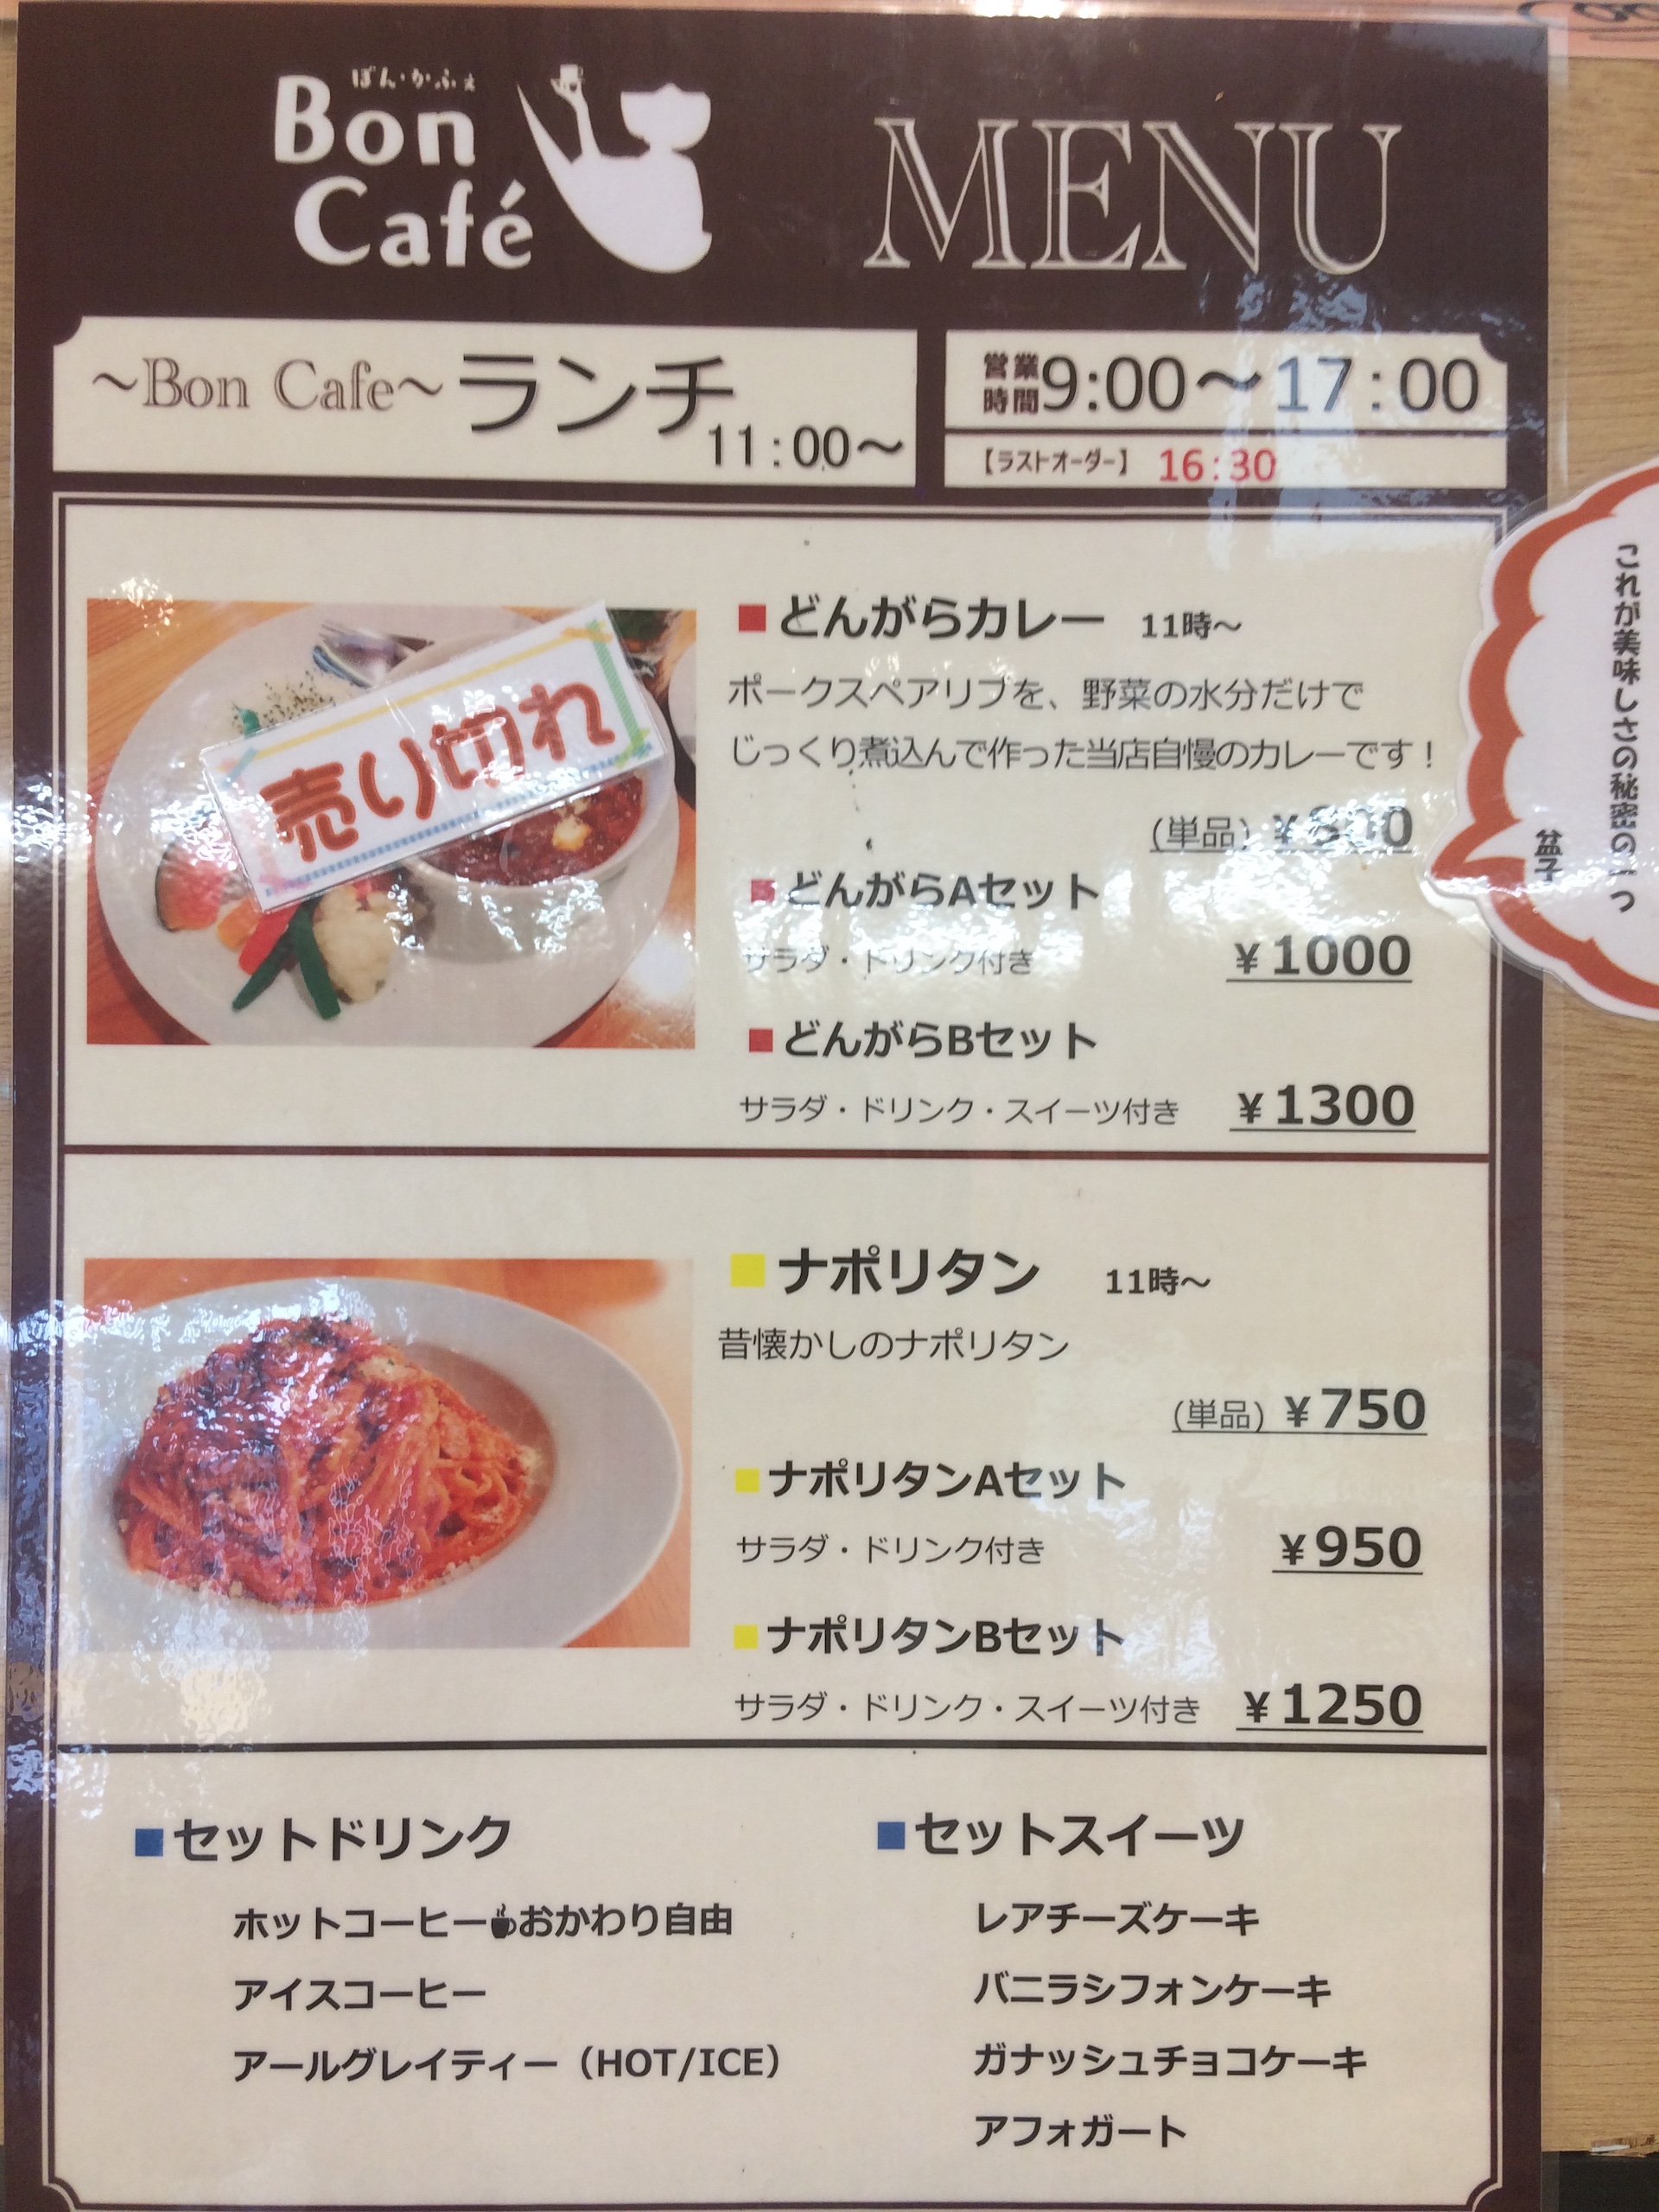 ぼん・かふぇ
Bon
Café
MENU
～Bon Cafe～ランチ
11:00～
営業時間 9:00～17:00
【ラストオーダー】 16:30
売り切れ
■どんがらカレー 11時～
ポークスペアリブを、野菜の水分だけで
じっくり煮込んで作った当店自慢のカレーです！
(単品) ¥800
■どんがらAセット
サラダ・ドリンク付き ¥1000
■どんがらBセット
サラダ・ドリンク・スイーツ付き ¥1300
これが美味しさの秘密の一つ
盆子
■ナポリタン 11時～
昔懐かしのナポリタン
(単品) ¥750
■ナポリタンAセット
サラダ・ドリンク付き ¥950
■ナポリタンBセット
サラダ・ドリンク・スイーツ付き ¥1250
■セットドリンク
ホットコーヒーおかわり自由
アイスコーヒー
アールグレイティー（HOT/ICE）
■セットスイーツ
レアチーズケーキ
バニラシフォンケーキ
ガナッシュチョコケーキ
アフォガート